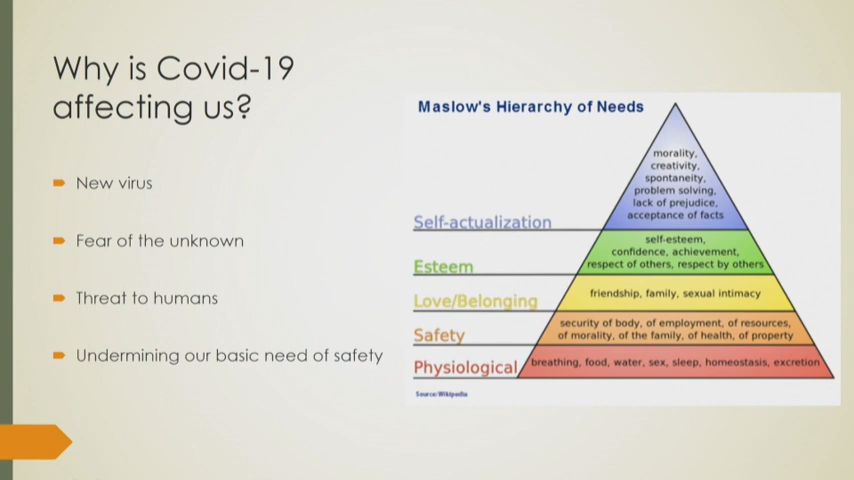 Why is Covid-19
affecting us?
New virus
Fear of the unknown
Threat to humans
Undermining our basic need of safety
Maslow's Hierarchy of Needs
morality,
creativity,
spontaneity,
problem solving,
lack of prejudice,
acceptance of facts
Self-actualization
self-esteem,
confidence, achievement,
respect of others, respect by others
Esteem
friendship, family, sexual intimacy
Love/Belonging
security of body, of employment, of resources,
of morality, of the family, of health, of property
Safety
breathing, food, water, sex, sleep, homeostasis, excretion
Physiological
Source:Wikipedia